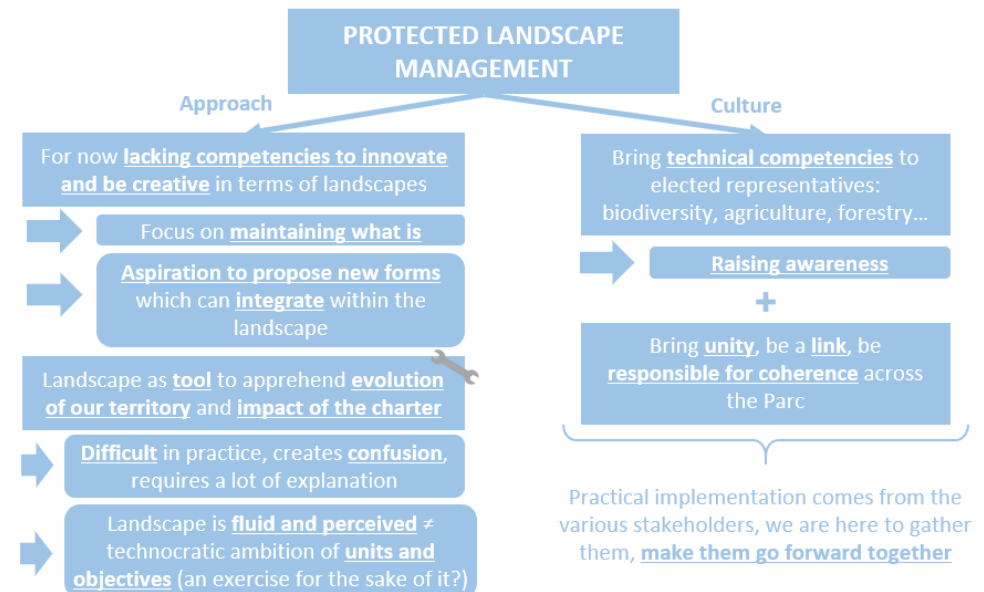 PROTECTED LANDSCAPE
MANAGEMENT
Approach
For now lacking competencies to innovate
and be creative in terms of landscapes
Focus on maintaining what is
Aspiration to propose new forms
which can integrate within the
landscape
Landscape as tool to apprehend evolution
of our territory and impact of the charter
Difficult in practice, creates confusion,
requires a lot of explanation
Landscape is fluid and perceived ≠
technocratic ambition of units and
objectives (an exercise for the sake of it?)
Culture
Bring technical competencies to
elected representatives:
biodiversity, agriculture, forestry…
Raising awareness
+
Bring unity, be a link, be
responsible for coherence across
the Parc
Practical implementation comes from the
various stakeholders, we are here to gather
them, make them go forward together